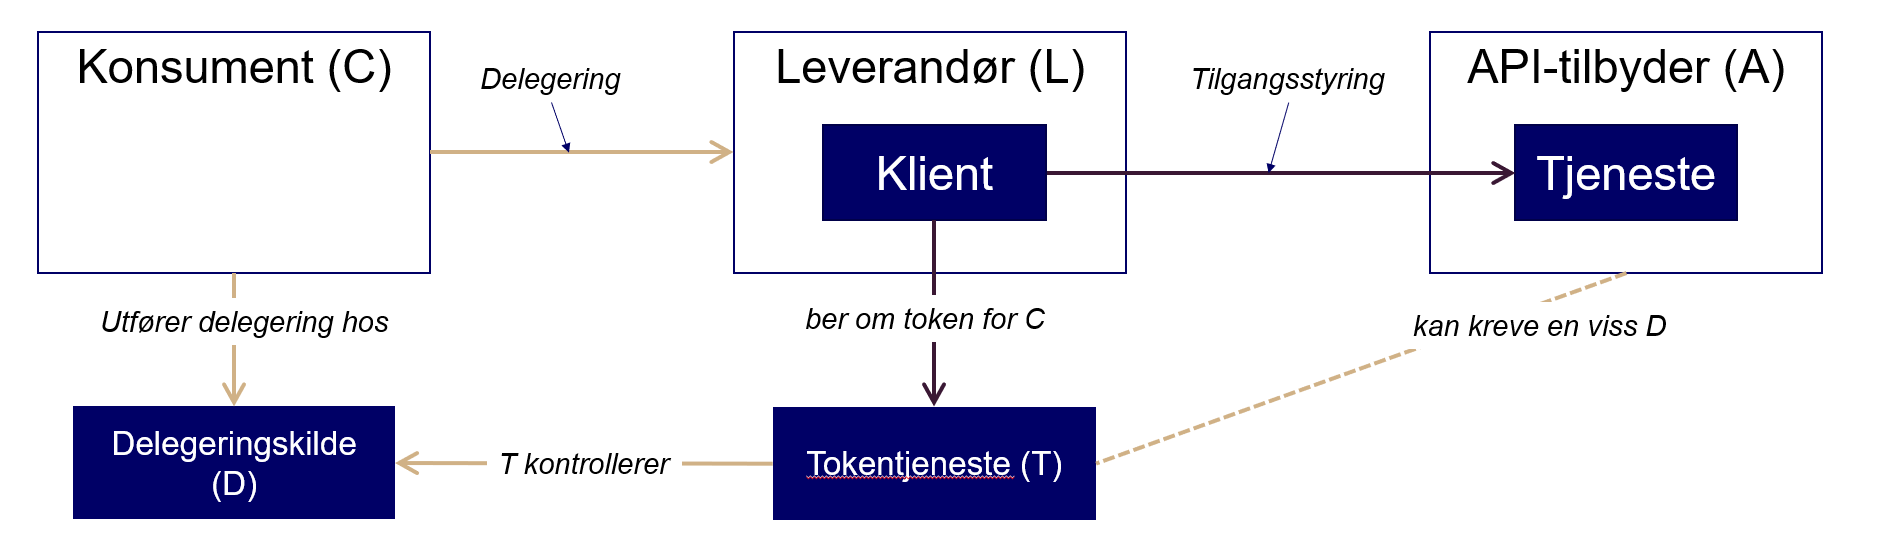 Konsument (C)
Delegering
Leverandør (L)
Tilgangsstyring
API-tilbyder (A)
Klient
Tjeneste
Utfører delegering hos
ber om token for C
kan kreve en viss D
Delegeringskilde
(D)
T kontrollerer
Tokentjeneste (T)